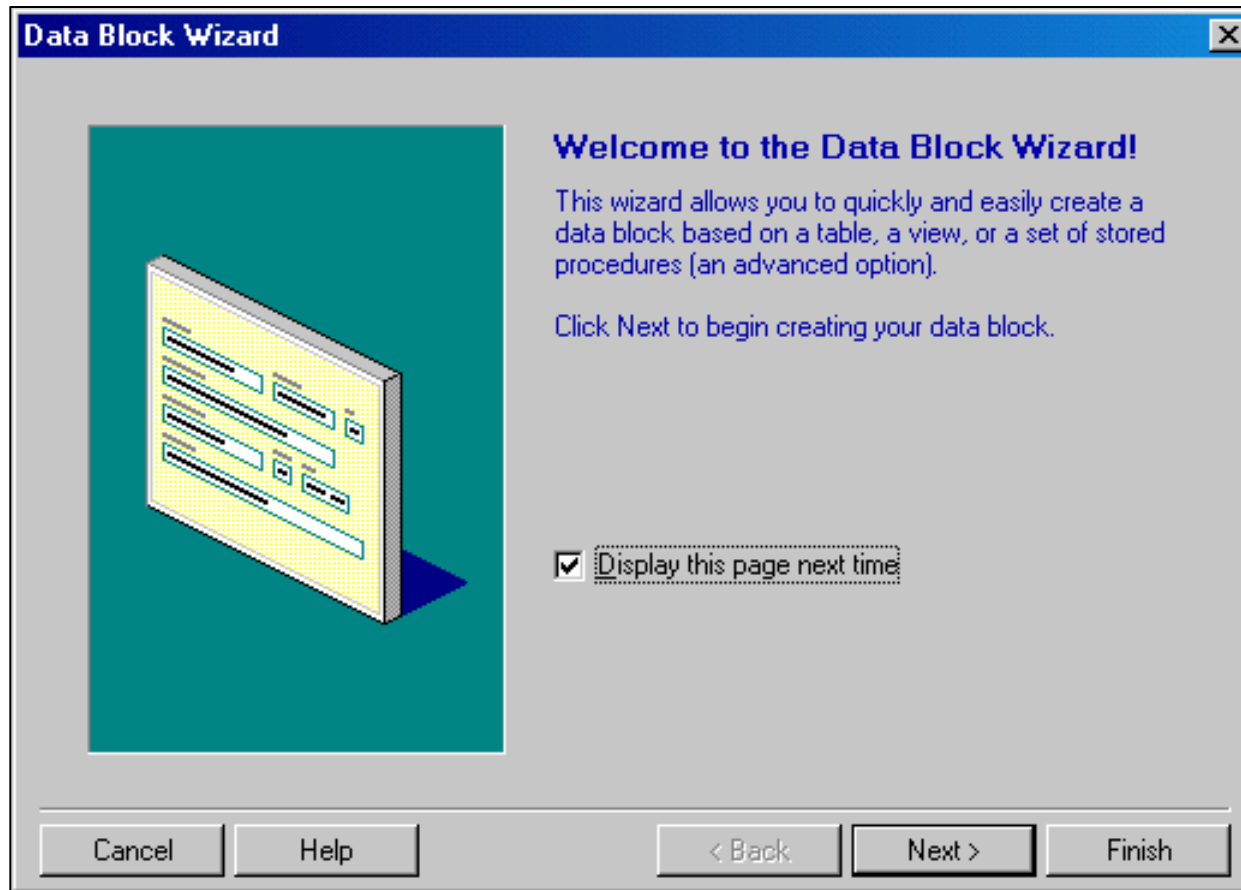 Data Block Wizard
Welcome to the Data Block Wizard!
This wizard allows you to quickly and easily create a
data block based on a table, a view, or a set of stored
procedures (an advanced option).
Click Next to begin creating your data block.
Display this page next time
Cancel
Help
< Back
Next >
Finish